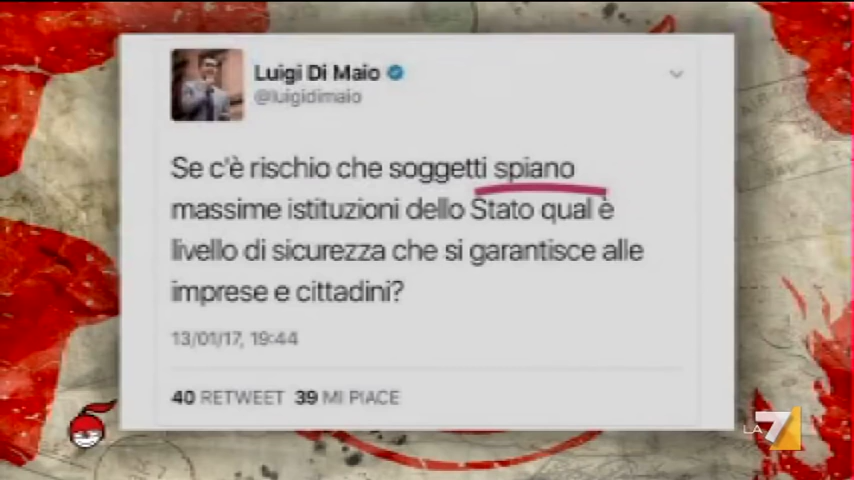 Luigi Di Maio
@luigidimaio
Se c'è rischio che soggetti spiano
massime istituzioni dello Stato qual è
livello di sicurezza che si garantisce alle
imprese e cittadini?
13/01/17, 19:44
40 RETWEET 39 MI PIACE
LA7